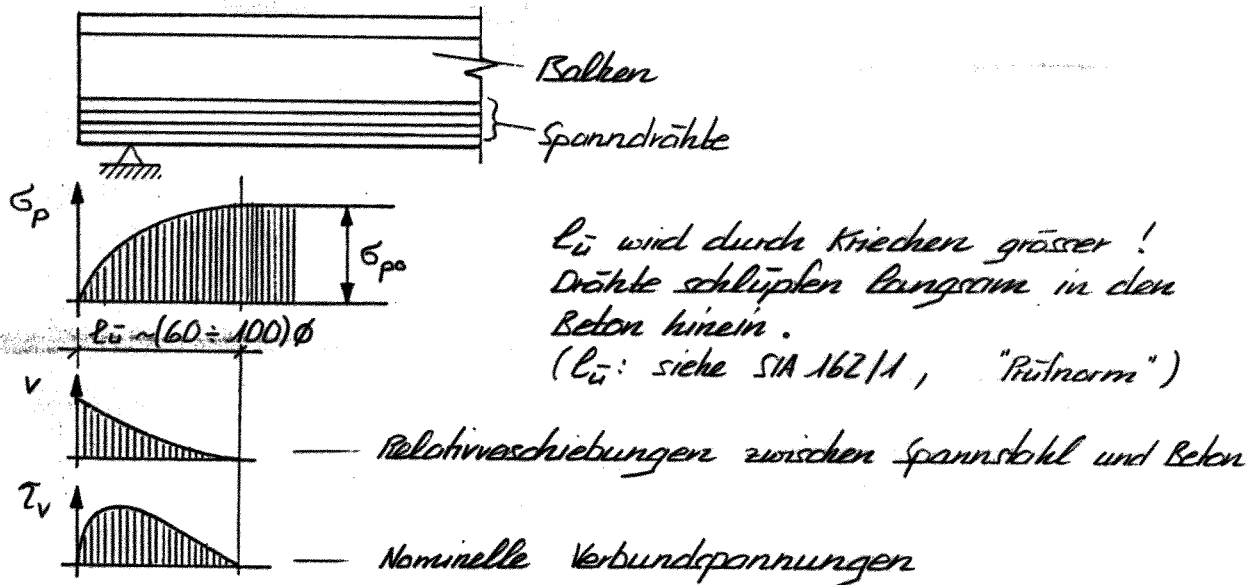 Balken
Spanndrähte
σp
σp∞
lü wird durch Kriechen grösser !
Drähte schlüpfen langsam in den
Beton hinein .
(lü: siehe SIA 162/1 , "Prüfnorm")
lü ~(60 ÷ 100)Ø
v
Relativverschiebungen zwischen Spannstahl und Beton
τv
Nominelle Verbundspannungen